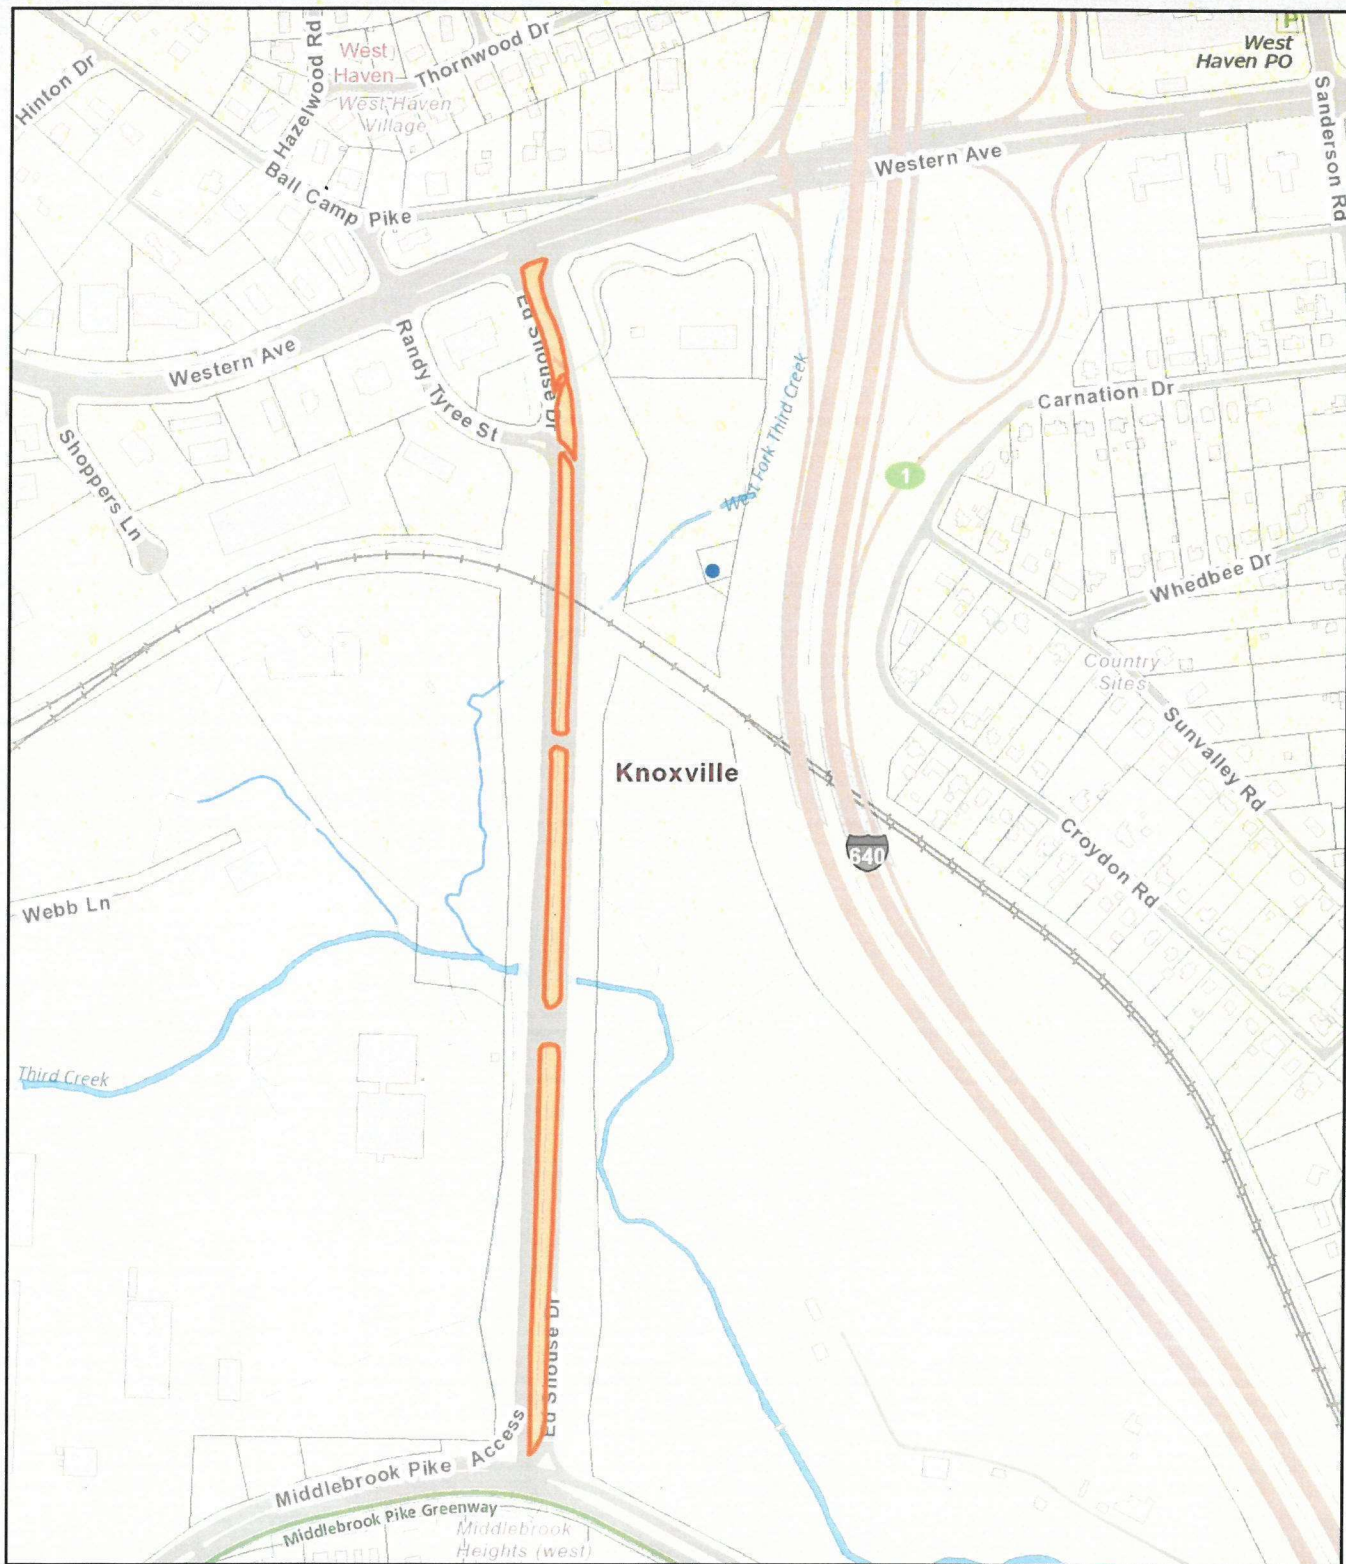 West
Haven PO
Hinton Dr
Hazelwood Rd
West
Haven
Thornwood Dr
West Haven
Village
B
Ball Camp Pike
Western Ave
Sanderson Rd
Ed Shouse Dr
Western Ave
Randy Tyree St
Shoppers Ln
West Fork Third Creek
Carnation Dr
1
Whedbee Dr
Country
Sites
Sunvalley Rd
Knoxville
640
Croydon Rd
Webb Ln
Third Creek
Ed Shouse Dr
Middlebrook Pike
Access
Middlebrook Pike Greenway
Middlebrook
Heights (west)
P